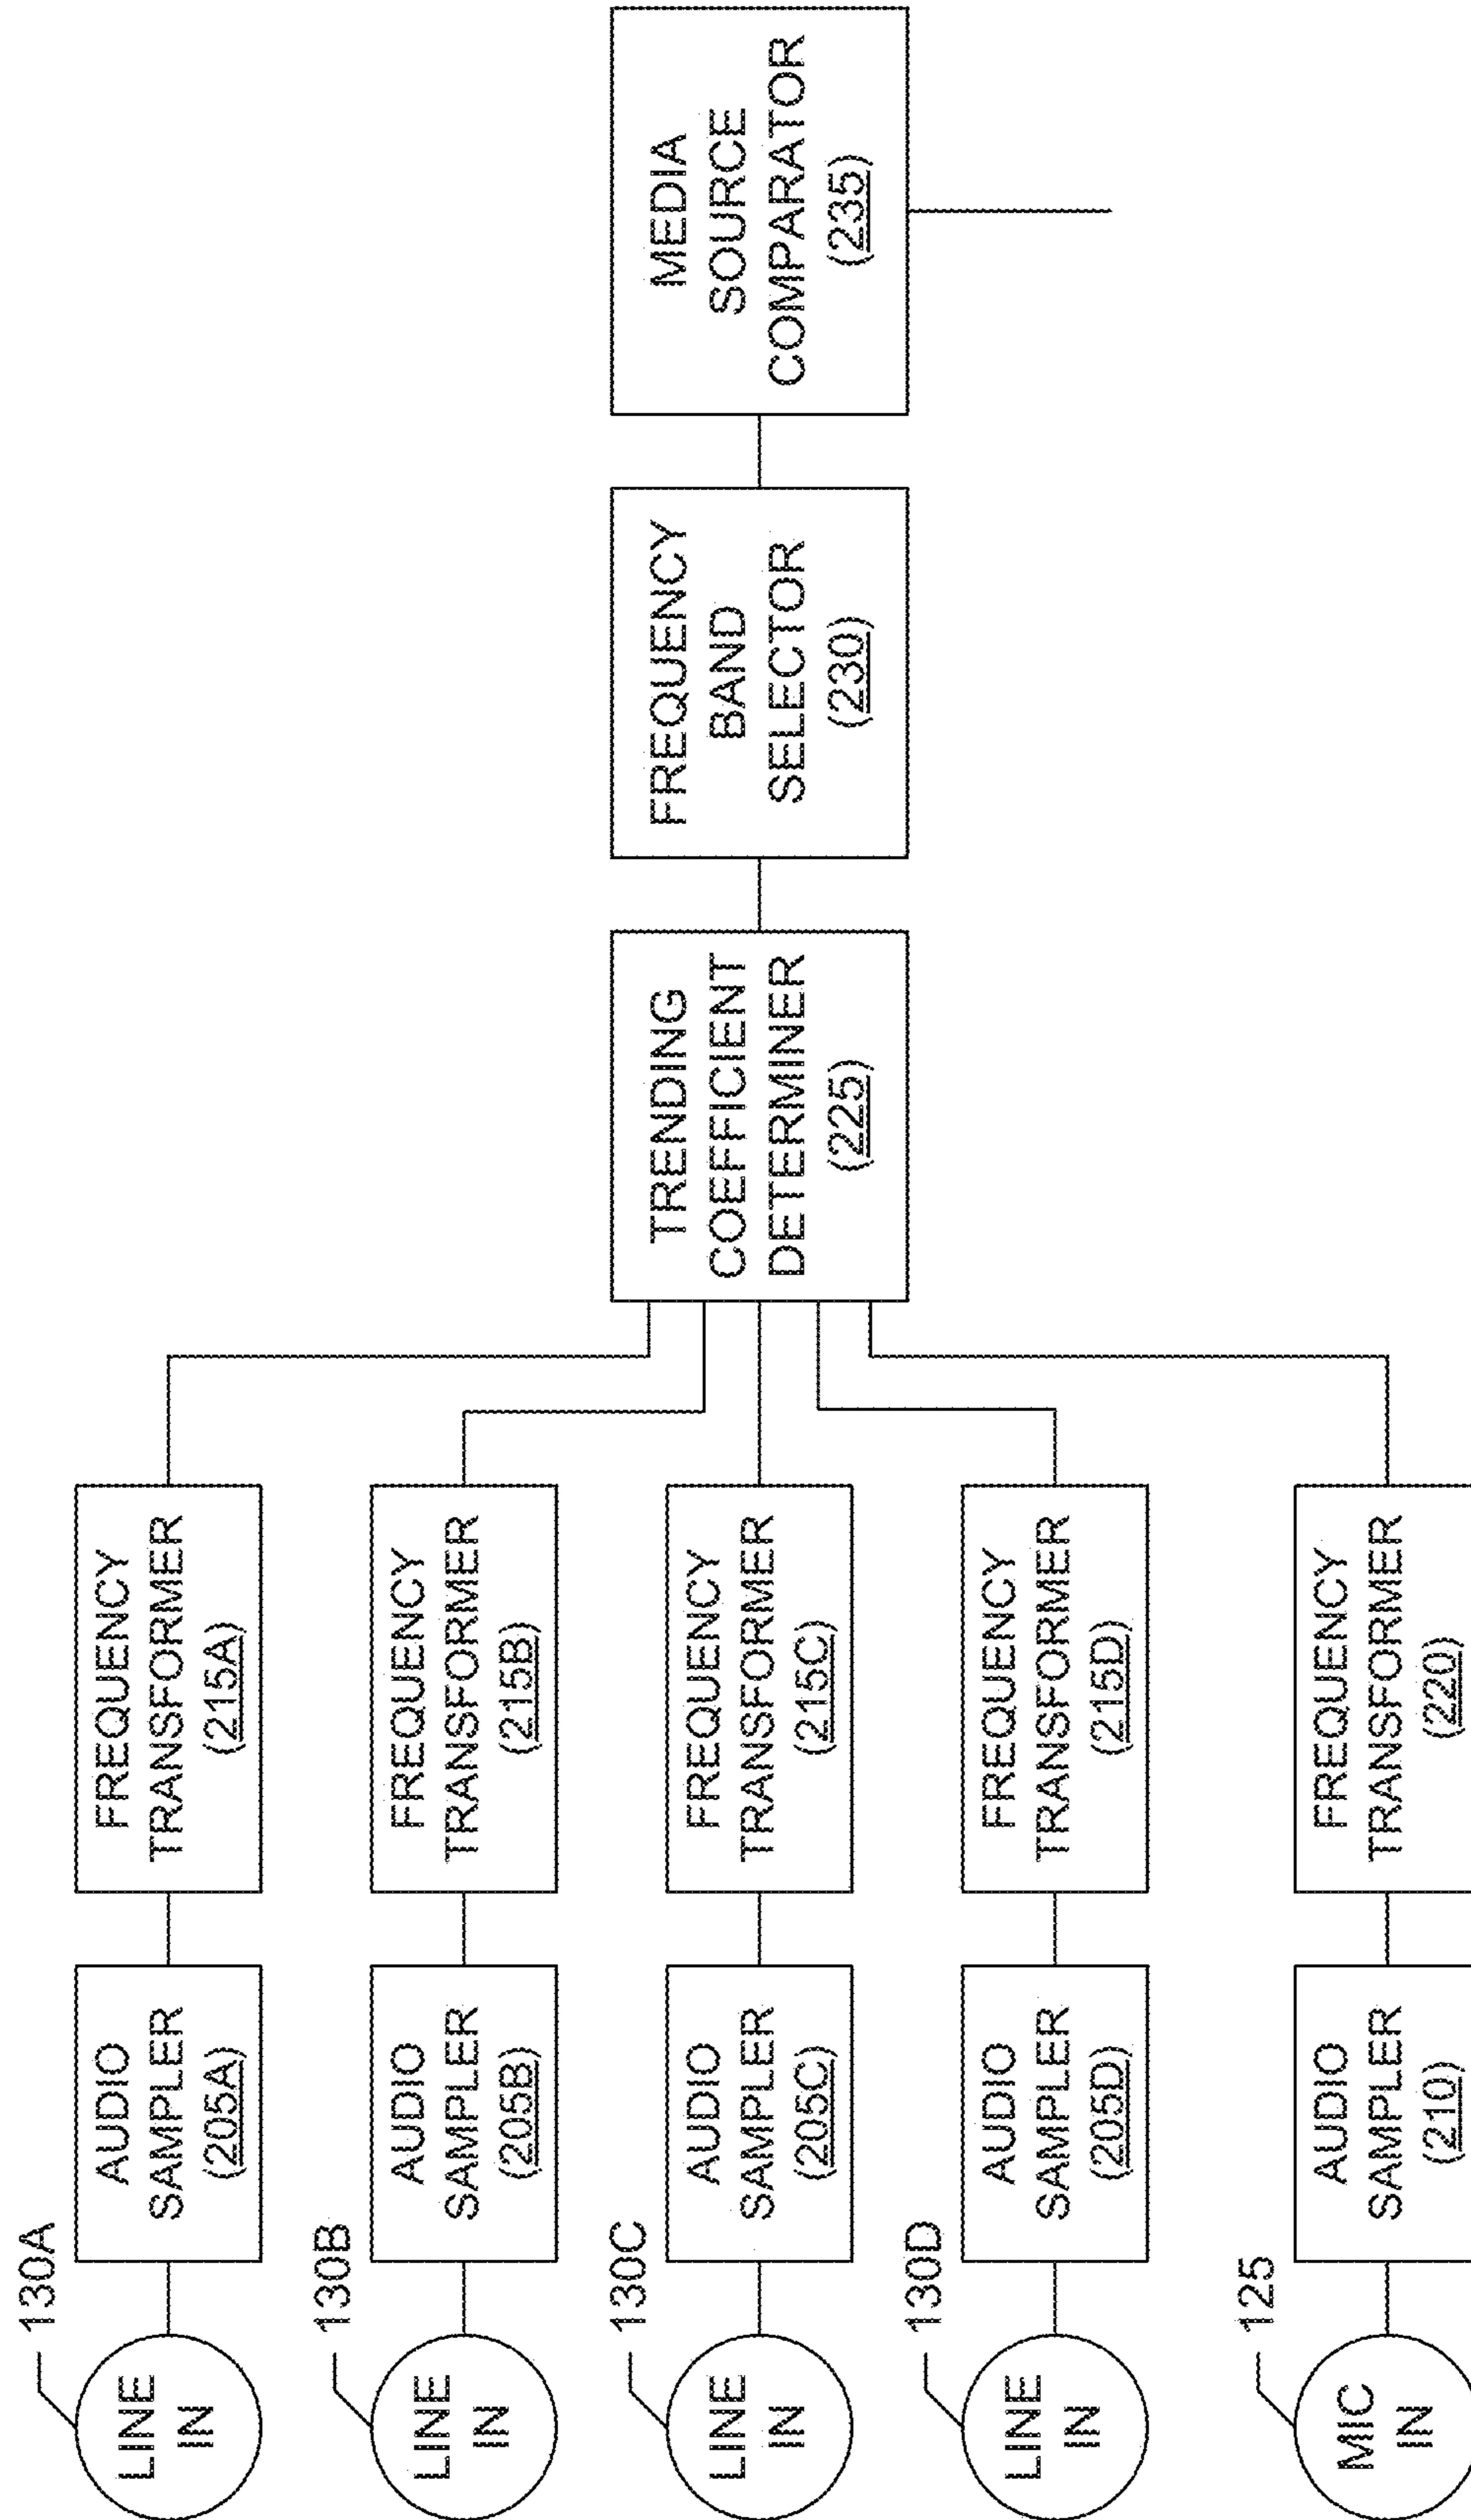 130A
LINE
IN
AUDIO
SAMPLER
(205A)
FREQUENCY
TRANSFORMER
(215A)
130B
LINE
IN
AUDIO
SAMPLER
(205B)
FREQUENCY
TRANSFORMER
(215B)
130C
LINE
IN
AUDIO
SAMPLER
(205C)
FREQUENCY
TRANSFORMER
(215C)
130D
LINE
IN
AUDIO
SAMPLER
(205D)
FREQUENCY
TRANSFORMER
(215D)
125
MIC
IN
AUDIO
SAMPLER
(210)
FREQUENCY
TRANSFORMER
(220)
TRENDING
COEFFICIENT
DETERMINER
(225)
FREQUENCY
BAND
SELECTOR
(230)
MEDIA
SOURCE
COMPARATOR
(235)